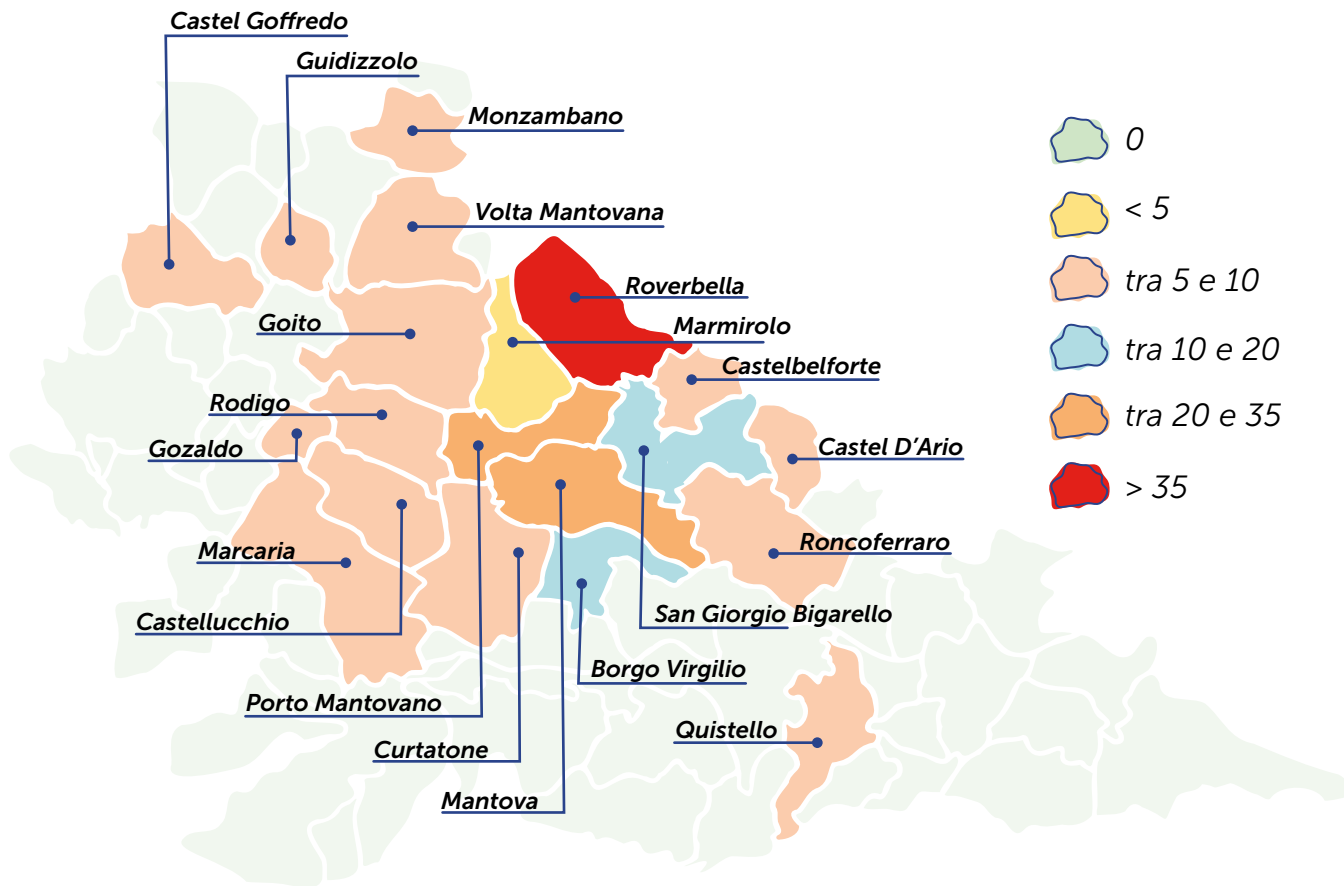 Castel Goffredo
Guidizzolo
Monzambano
Volta Mantovana
Roverbella
Goito
Marmirolo
Castelbelforte
Rodigo
Gozaldo
Castel D'Ario
Marcaria
Roncoferraro
Castellucchio
San Giorgio Bigarello
Borgo Virgilio
Porto Mantovano
Curtatone
Quistello
Mantova
0
< 5
tra 5 e 10
tra 10 e 20
tra 20 e 35
> 35